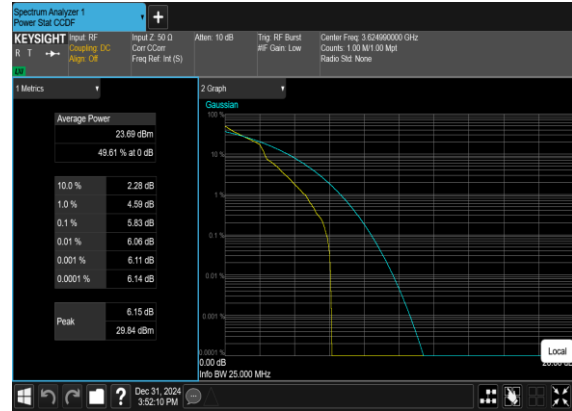 Spectrum Analyzer 1
Power Stat CCDF
KEYSIGHT
R T
Input: RF
Coupling: DC
Align: Off
Input Z: 50 Ω
Corr CCorr
Freq Ref: Int (S)
Atten: 10 dB
Trig: RF Burst
#IF Gain: Low
Center Freq: 3.624990000 GHz
Counts: 1.00 M/1.00 Mpt
Radio Std: None
1 Metrics
Average Power
23.69 dBm
49.61 % at 0 dB
10.0 % 2.28 dB
1.0 % 4.59 dB
0.1 % 5.83 dB
0.01 % 6.06 dB
0.001 % 6.11 dB
0.0001 % 6.14 dB
Peak
6.15 dB
29.84 dBm
2 Graph
Gaussian
100 %
10 %
1 %
0.1 %
0.01 %
0.001 %
0.0001 %
0.00 dB
Info BW 25.000 MHz
Local
?
Dec 31, 2024
3:52:10 PM